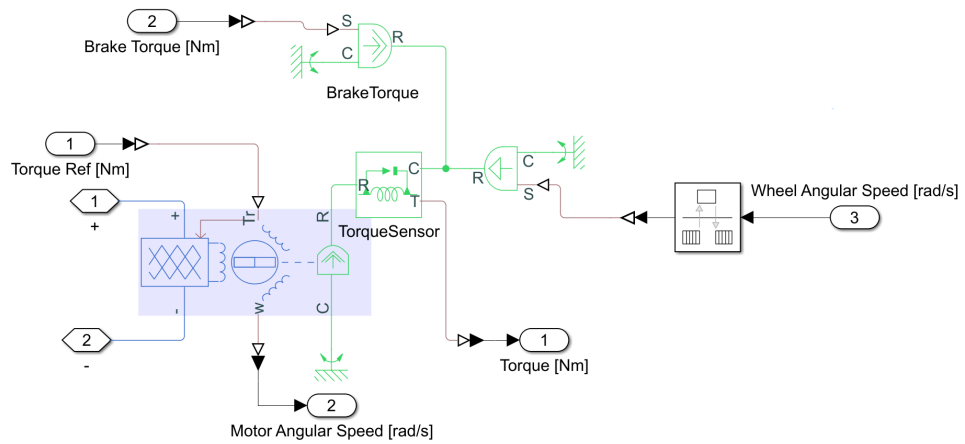 2
Brake Torque [Nm]
S
R
C
BrakeTorque
1
Torque Ref [Nm]
C
R
S
R
C
T
TorqueSensor
Wheel Angular Speed [rad/s]
3
1
+
+
Tr
R
-
w
C
2
-
1
Torque [Nm]
2
Motor Angular Speed [rad/s]